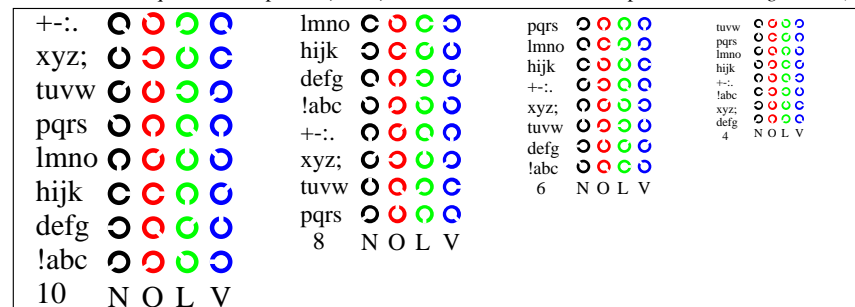 +-:.
xyz;
tuvw
pqrs
lmno
hijk
defg
!abc
10 N O L V
lmno
hijk
defg
!abc
+-:.
xyz;
tuvw
pqrs
8 N O L V
pqrs
lmno
hijk
+-:.
xyz;
tuvw
defg
!abc
6 N O L V
tuvw
pqrs
lmno
hijk
+-:.
!abc
xyz;
defg
4 N O L V